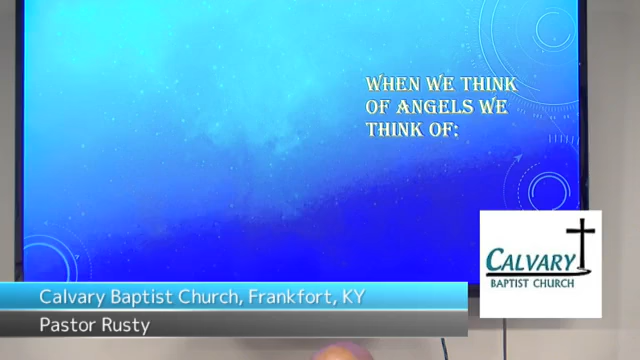 WHEN WE THINK
OF ANGELS WE
THINK OF:
CALVARY
BAPTIST CHURCH
Calvary Baptist Church, Frankfort, KY
Pastor Rusty